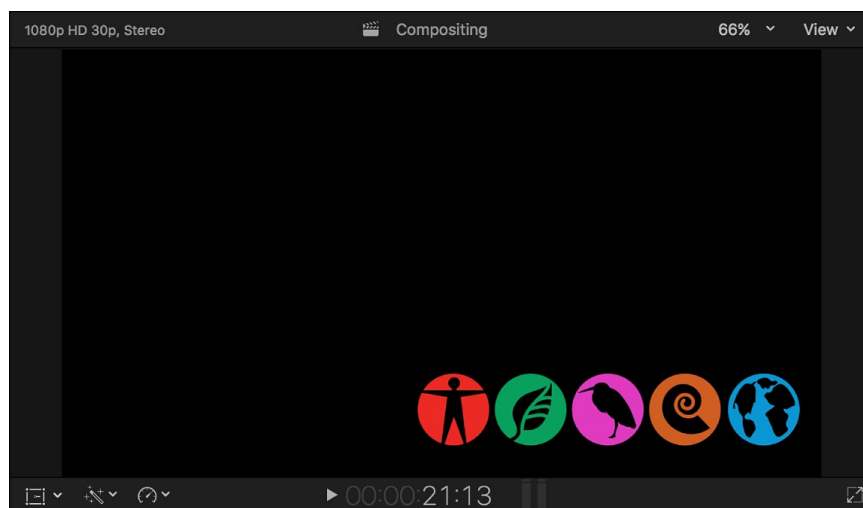 1080p HD 30p, Stereo
Compositing
66%
View
00:00:21:13